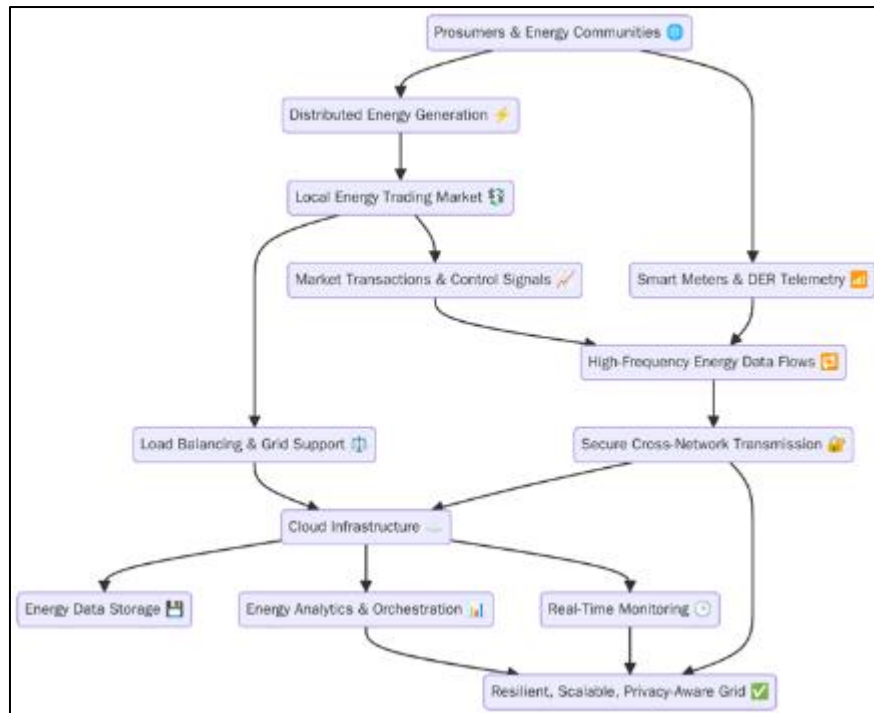 Prosumers & Energy Communities 🌐
Distributed Energy Generation ⚡
Local Energy Trading Market 💱
Market Transactions & Control Signals 📈
Smart Meters & DER Telemetry 📶
High-Frequency Energy Data Flows 🔁
Load Balancing & Grid Support ⚖️
Secure Cross-Network Transmission 🔐
Cloud Infrastructure ☁️
Energy Data Storage 💾
Energy Analytics & Orchestration 📊
Real-Time Monitoring 🕒
Resilient, Scalable, Privacy-Aware Grid ✅